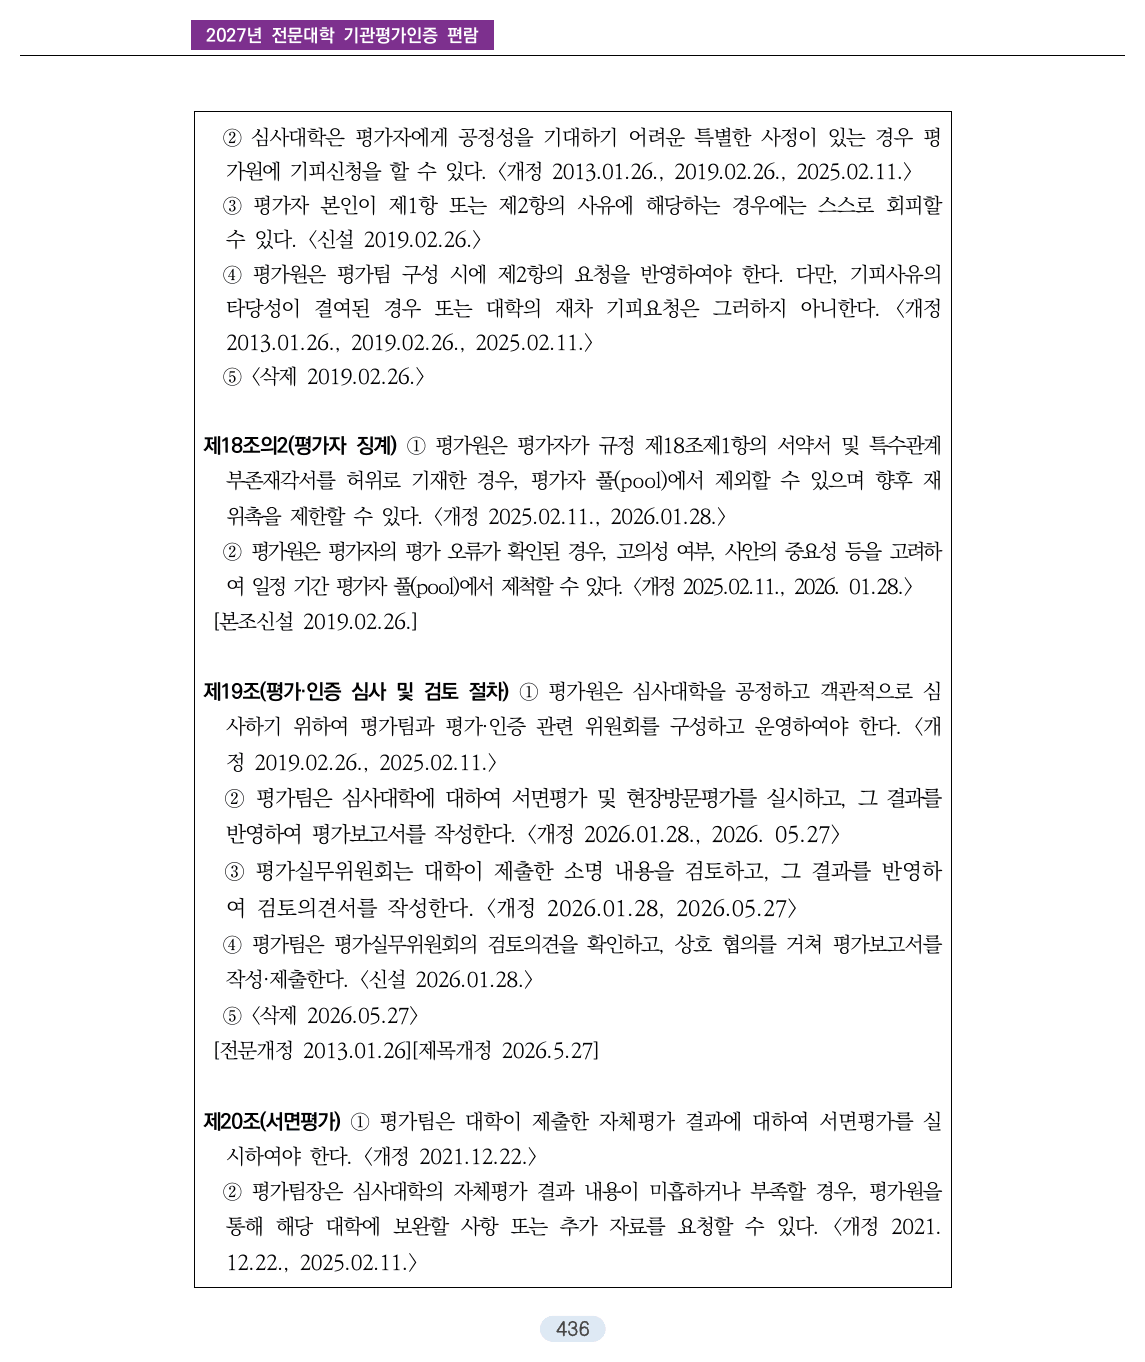 2027년 전문대학 기관평가인증 편람
② 심사대학은 평가자에게 공정성을 기대하기 어려운 특별한 사정이 있는 경우 평
가원에 기피신청을 할 수 있다. 〈개정 2013.01.26., 2019.02.26., 2025.02.11.〉
③ 평가자 본인이 제1항 또는 제2항의 사유에 해당하는 경우에는 스스로 회피할
수 있다. 〈신설 2019.02.26.〉
④ 평가원은 평가팀 구성 시에 제2항의 요청을 반영하여야 한다. 다만, 기피사유의
타당성이 결여된 경우 또는 대학의 재차 기피요청은 그러하지 아니한다. 〈개정
2013.01.26., 2019.02.26., 2025.02.11.〉
⑤ 〈삭제 2019.02.26.〉
제18조의2(평가자 징계) ① 평가원은 평가자가 규정 제18조제1항의 서약서 및 특수관계
부존재각서를 허위로 기재한 경우, 평가자 풀(pool)에서 제외할 수 있으며 향후 재
위촉을 제한할 수 있다. 〈개정 2025.02.11., 2026.01.28.〉
② 평가원은 평가자의 평가 오류가 확인된 경우, 고의성 여부, 사안의 중요성 등을 고려하
여 일정 기간 평가자 풀(pool)에서 제척할 수 있다. 〈개정 2025.02.11., 2026. 01.28.〉
[본조신설 2019.02.26.]
제19조(평가·인증 심사 및 검토 절차) ① 평가원은 심사대학을 공정하고 객관적으로 심
사하기 위하여 평가팀과 평가·인증 관련 위원회를 구성하고 운영하여야 한다. 〈개
정 2019.02.26., 2025.02.11.〉
② 평가팀은 심사대학에 대하여 서면평가 및 현장방문평가를 실시하고, 그 결과를
반영하여 평가보고서를 작성한다. 〈개정 2026.01.28., 2026. 05.27〉
③ 평가실무위원회는 대학이 제출한 소명 내용을 검토하고, 그 결과를 반영하
여 검토의견서를 작성한다. 〈개정 2026.01.28, 2026.05.27〉
④ 평가팀은 평가실무위원회의 검토의견을 확인하고, 상호 협의를 거쳐 평가보고서를
작성·제출한다. 〈신설 2026.01.28.〉
⑤ 〈삭제 2026.05.27〉
[전문개정 2013.01.26][제목개정 2026.5.27]
제20조(서면평가) ① 평가팀은 대학이 제출한 자체평가 결과에 대하여 서면평가를 실
시하여야 한다. 〈개정 2021.12.22.〉
② 평가팀장은 심사대학의 자체평가 결과 내용이 미흡하거나 부족할 경우, 평가원을
통해 해당 대학에 보완할 사항 또는 추가 자료를 요청할 수 있다. 〈개정 2021.
12.22., 2025.02.11.〉
436